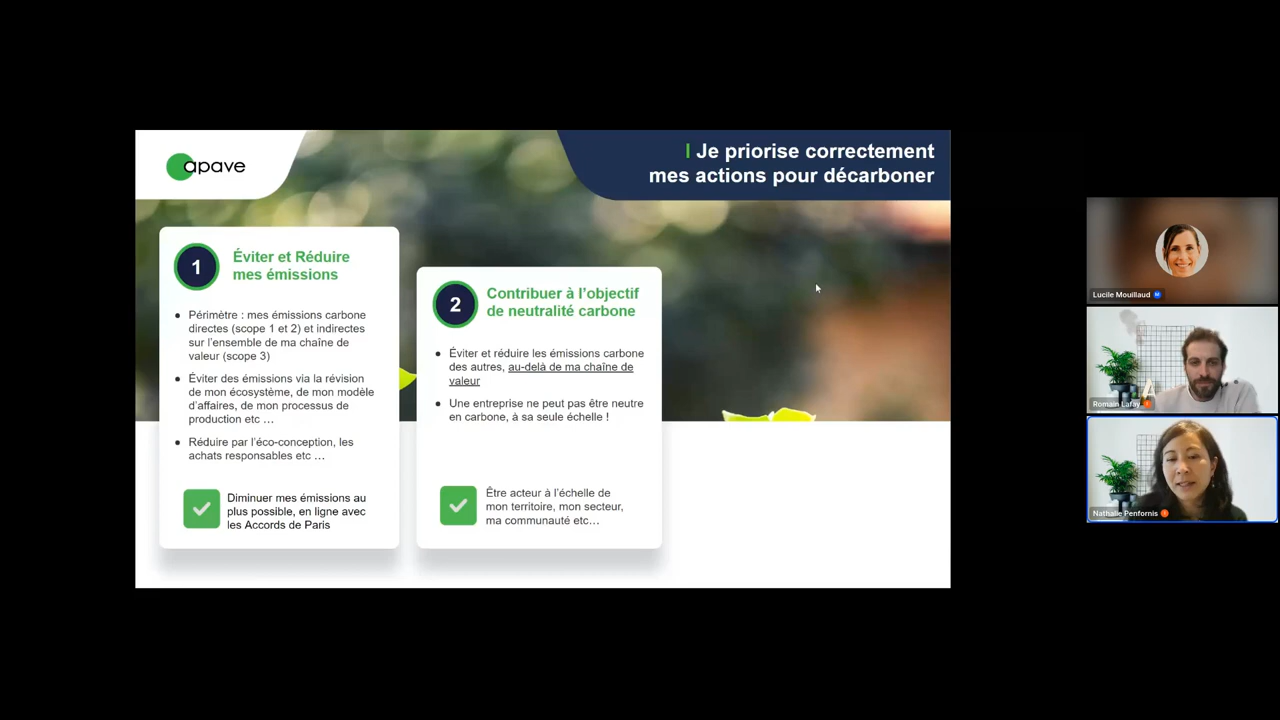 apave
I Je priorise correctement
mes actions pour décarboner
1
Éviter et Réduire
mes émissions
• Périmètre : mes émissions carbone
directes (scope 1 et 2) et indirectes
sur l'ensemble de ma chaîne de
valeur (scope 3)
• Éviter des émissions via la révision
de mon écosystème, de mon modèle
d'affaires, de mon processus de
production etc ...
• Réduire par l'éco-conception, les
achats responsables etc ...
Diminuer mes émissions au
plus possible, en ligne avec
les Accords de Paris
2
Contribuer à l'objectif
de neutralité carbone
• Éviter et réduire les émissions carbone
des autres, au-delà de ma chaîne de
valeur
• Une entreprise ne peut pas être neutre
en carbone, à sa seule échelle !
Être acteur à l'échelle de
mon territoire, mon secteur,
ma communauté etc...
Lucile Mouillaud
Romain Lafay
Nathalie Penfornis